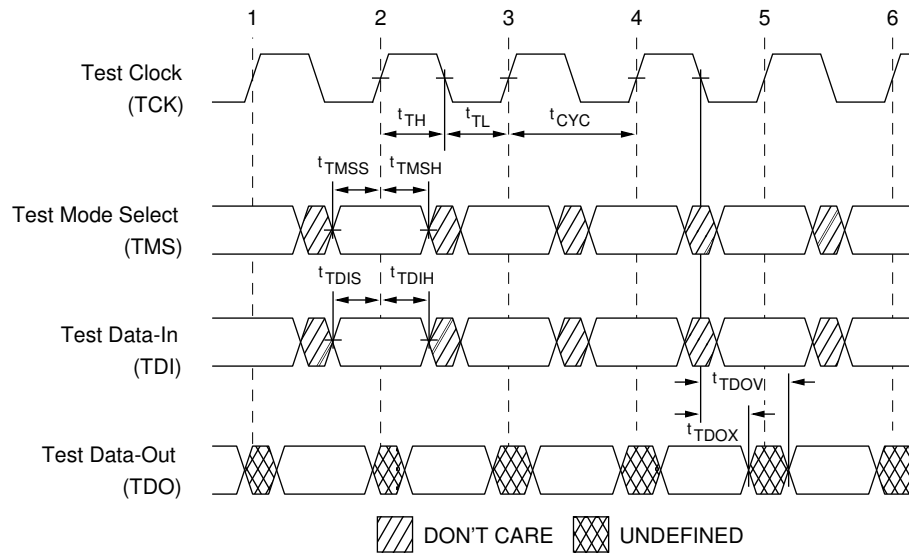 1 2 3 4 5 6
Test Clock
(TCK)
tTH tTL tCYC
tTMSS tTMSH
Test Mode Select
(TMS)
tTDIS tTDIH
Test Data-In
(TDI)
tTDOV
tTDOX
Test Data-Out
(TDO)
DON'T CARE UNDEFINED